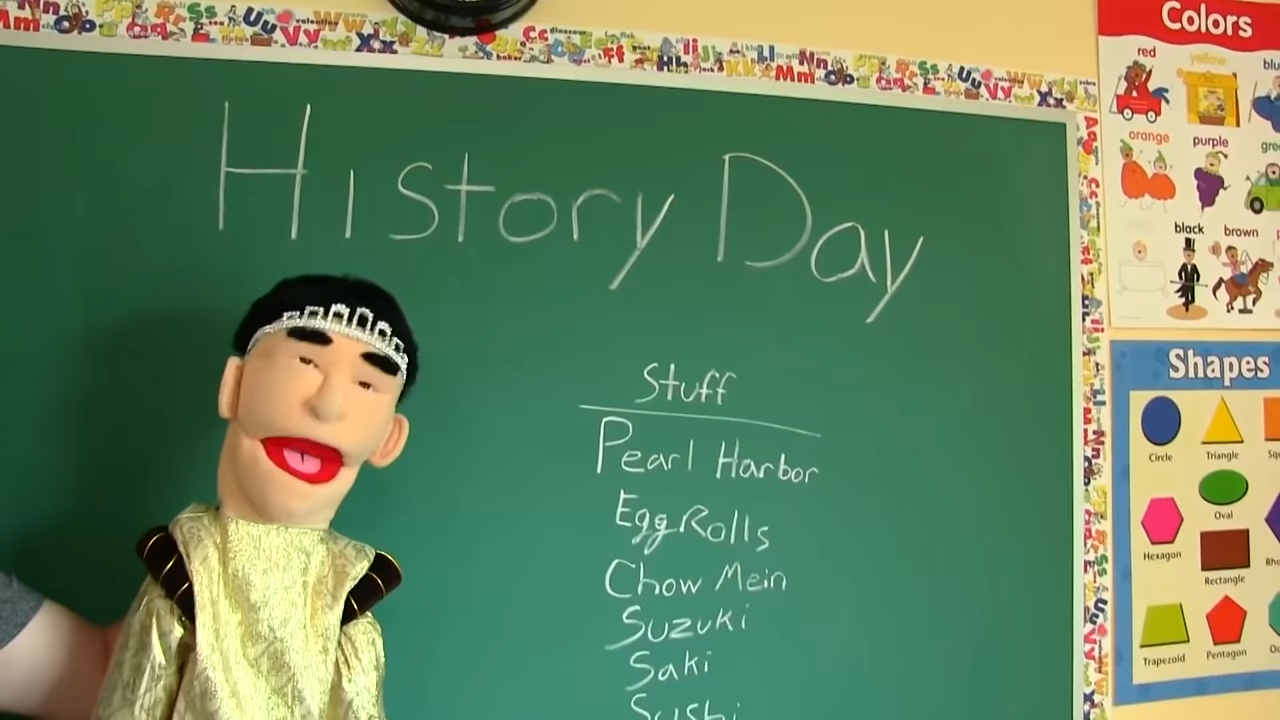 History Day
Stuff
Pearl Harbor
Egg Rolls
Chow Mein
Suzuki
Saki
Sushi
Colors
red
yellow
orange
purple
black
brown
Shapes
Circle
Triangle
Oval
Hexagon
Rectangle
Trapezoid
Pentagon